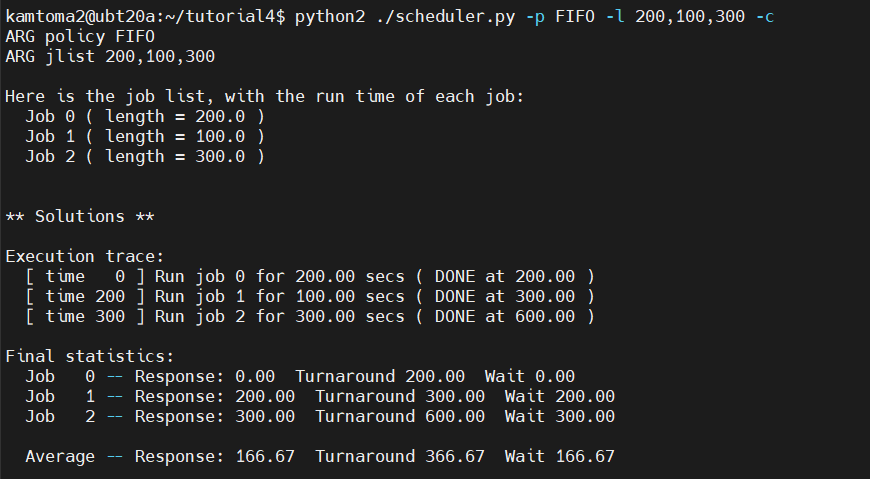 kamtoma2@ubt20a:~/tutorial4$ python2 ./scheduler.py -p FIFO -l 200,100,300 -c
ARG policy FIFO
ARG jlist 200,100,300
Here is the job list, with the run time of each job:
Job 0 ( length = 200.0 )
Job 1 ( length = 100.0 )
Job 2 ( length = 300.0 )
** Solutions **
Execution trace:
[ time   0 ] Run job 0 for 200.00 secs ( DONE at 200.00 )
[ time 200 ] Run job 1 for 100.00 secs ( DONE at 300.00 )
[ time 300 ] Run job 2 for 300.00 secs ( DONE at 600.00 )
Final statistics:
Job   0 -- Response: 0.00  Turnaround 200.00  Wait 0.00
Job   1 -- Response: 200.00  Turnaround 300.00  Wait 200.00
Job   2 -- Response: 300.00  Turnaround 600.00  Wait 300.00
Average -- Response: 166.67  Turnaround 366.67  Wait 166.67